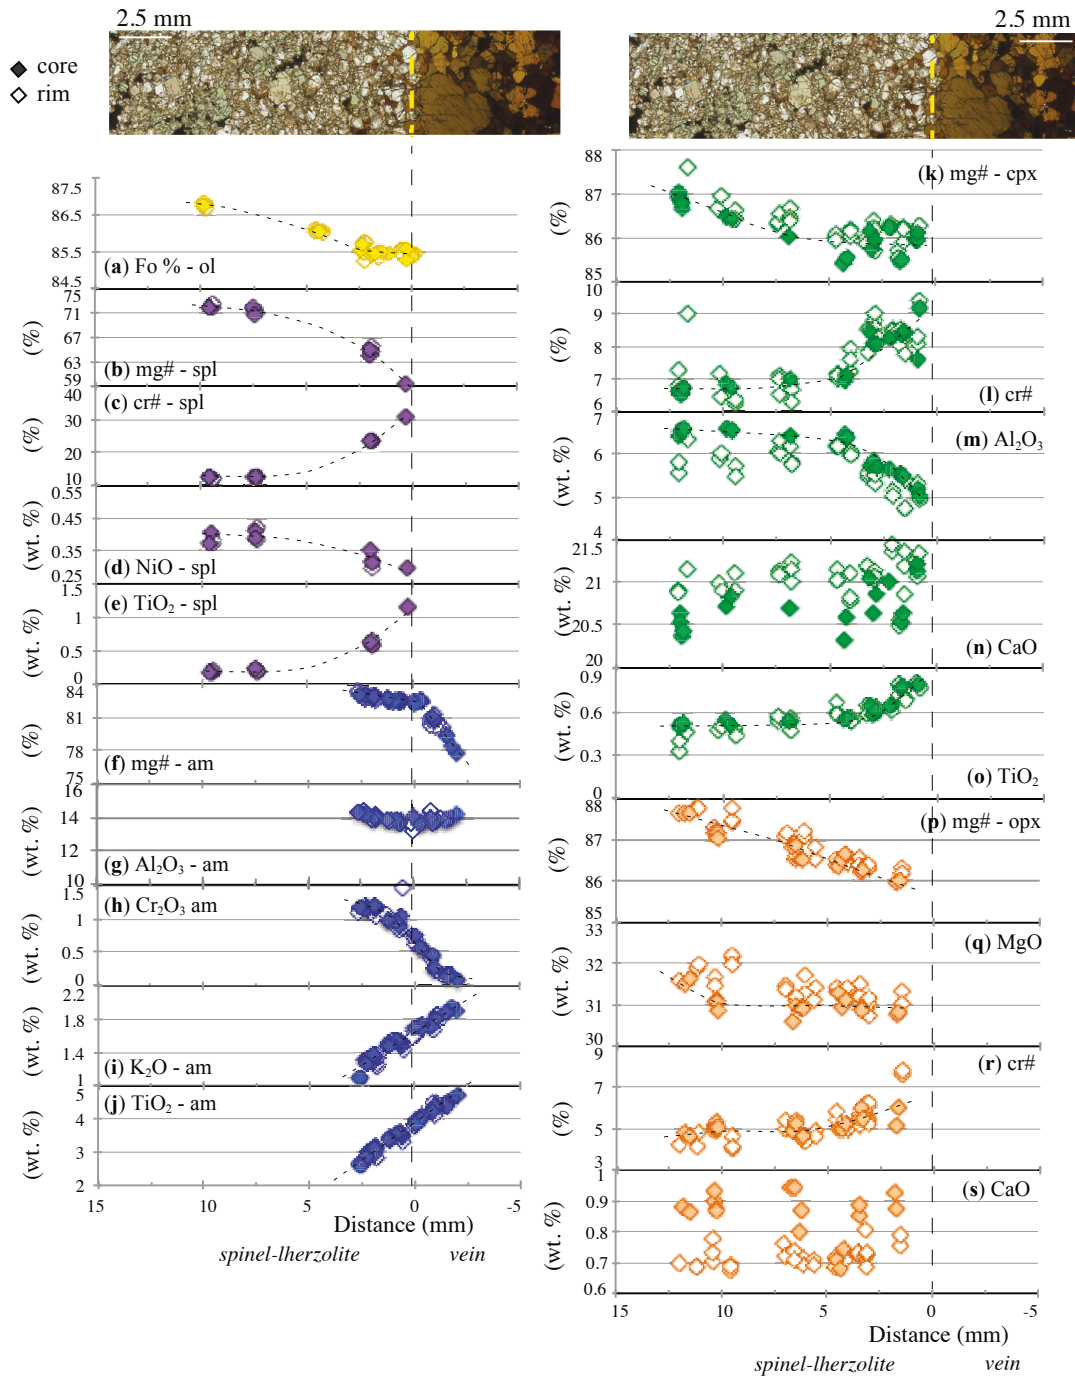 2.5 mm
2.5 mm
core
rim
87.5
86.5
85.5
84.5
(a) Fo % - ol
(%)
75
71
67
63
59
(b) mg# - spl
(%)
40
30
20
10
(c) cr# - spl
(wt. %)
0.55
0.45
0.35
0.25
(d) NiO - spl
(wt. %)
1.5
1
0.5
0
(e) TiO2 - spl
(%)
84
81
78
75
(f) mg# - am
(wt. %)
16
14
12
10
(g) Al2O3 - am
(wt. %)
1.5
1
0.5
0
(h) Cr2O3 am
(wt. %)
2.2
1.8
1.4
1
(i) K2O - am
(wt. %)
5
4
3
2
(j) TiO2 - am
15 10 5 0 -5
Distance (mm)
spinel-lherzolite vein
(%)
88
87
86
85
(k) mg# - cpx
(%)
10
9
8
7
6
(l) cr#
(wt. %)
7
6
5
4
(m) Al2O3
(wt. %)
21.5
21
20.5
20
(n) CaO
(wt. %)
0.9
0.6
0.3
0
(o) TiO2
(%)
88
87
86
85
(p) mg# - opx
(wt. %)
33
32
31
30
(q) MgO
(%)
9
7
5
3
(r) cr#
(wt. %)
1
0.9
0.8
0.7
0.6
(s) CaO
15 10 5 0 -5
Distance (mm)
spinel-lherzolite vein